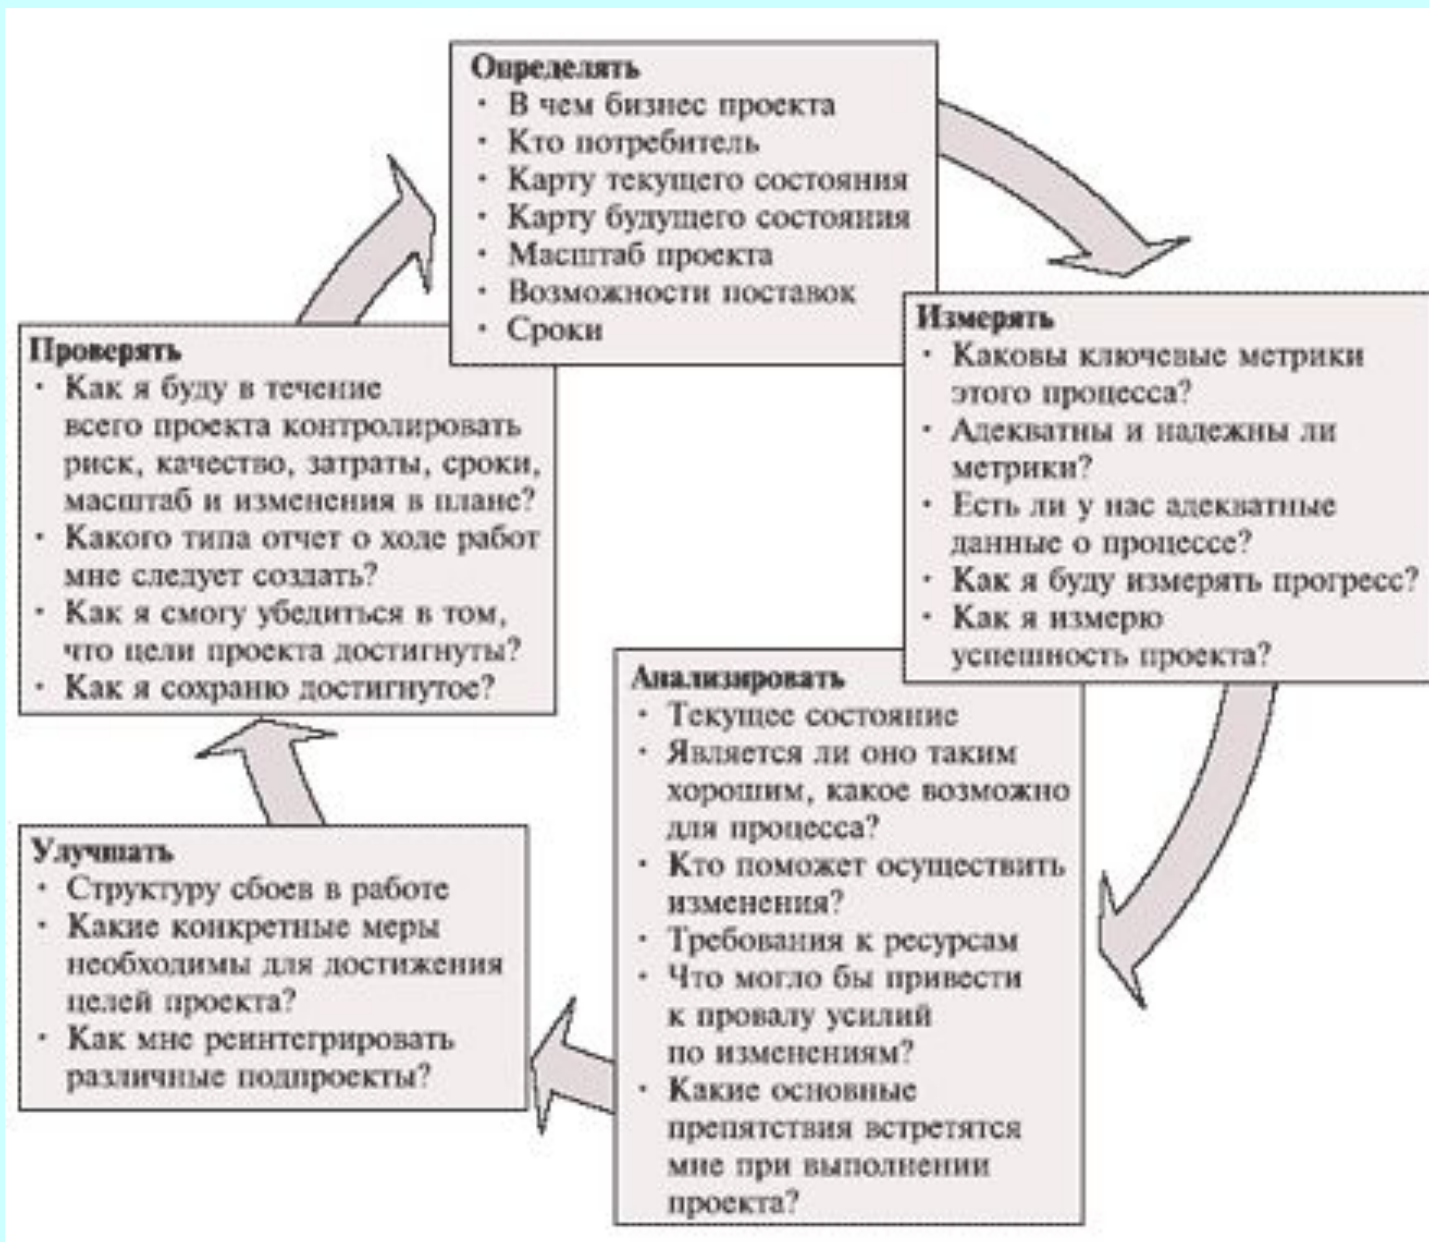 Определять
· В чем бизнес проекта
· Кто потребитель
· Карту текущего состояния
· Карту будущего состояния
· Масштаб проекта
· Возможности поставок
· Сроки
Измерять
· Каковы ключевые метрики
этого процесса?
· Адекватны и надежны ли
метрики?
· Есть ли у нас адекватные
данные о процессе?
· Как я буду измерять прогресс?
· Как я измерю
успешность проекта?
Анализировать
· Текущее состояние
· Является ли оно таким
хорошим, какое возможно
для процесса?
· Кто поможет осуществить
изменения?
· Требования к ресурсам
· Что могло бы привести
к провалу усилий
по изменениям?
· Какие основные
препятствия встретятся
мне при выполнении
проекта?
Улучшать
· Структуру сбоев в работе
· Какие конкретные меры
необходимы для достижения
целей проекта?
· Как мне реинтегрировать
различные подпроекты?
Проверять
· Как я буду в течение
всего проекта контролировать
риск, качество, затраты, сроки,
масштаб и изменения в плане?
· Какого типа отчет о ходе работ
мне следует создать?
· Как я смогу убедиться в том,
что цели проекта достигнуты?
· Как я сохраню достигнутое?